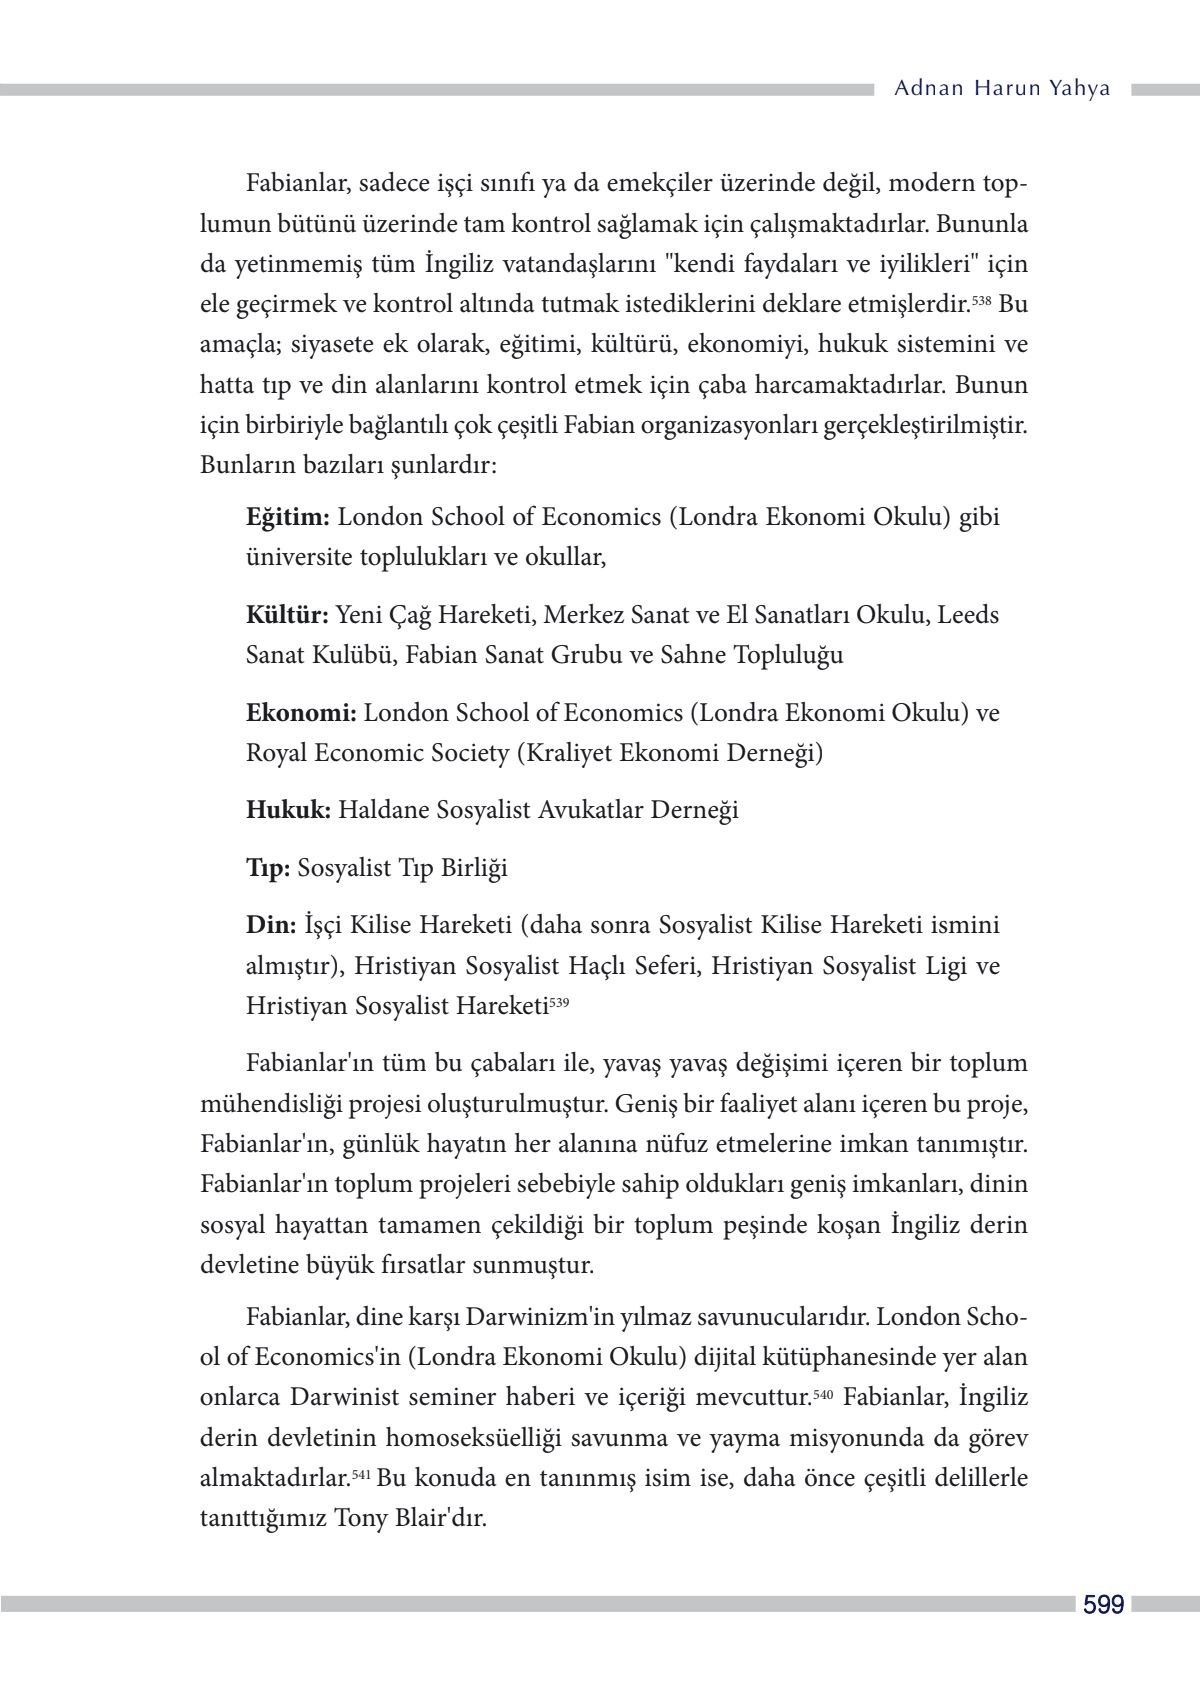 Adnan Harun Yahya
Fabianlar, sadece işçi sınıfı ya da emekçiler üzerinde değil, modern top-
lumun bütünü üzerinde tam kontrol sağlamak için çalışmaktadırlar. Bununla
da yetinmemiş tüm İngiliz vatandaşlarını "kendi faydaları ve iyilikleri" için
ele geçirmek ve kontrol altında tutmak istediklerini deklare etmişlerdir.538 Bu
amaçla; siyasete ek olarak, eğitimi, kültürü, ekonomiyi, hukuk sistemini ve
hatta tıp ve din alanlarını kontrol etmek için çaba harcamaktadırlar. Bunun
için birbiriyle bağlantılı çok çeşitli Fabian organizasyonları gerçekleştirilmiştir.
Bunların bazıları şunlardır:
Eğitim: London School of Economics (Londra Ekonomi Okulu) gibi
üniversite toplulukları ve okullar,
Kültür: Yeni Çağ Hareketi, Merkez Sanat ve El Sanatları Okulu, Leeds
Sanat Kulübü, Fabian Sanat Grubu ve Sahne Topluluğu
Ekonomi: London School of Economics (Londra Ekonomi Okulu) ve
Royal Economic Society (Kraliyet Ekonomi Derneği)
Hukuk: Haldane Sosyalist Avukatlar Derneği
Tıp: Sosyalist Tıp Birliği
Din: İşçi Kilise Hareketi (daha sonra Sosyalist Kilise Hareketi ismini
almıştır), Hristiyan Sosyalist Haçlı Seferi, Hristiyan Sosyalist Ligi ve
Hristiyan Sosyalist Hareketi539
Fabianlar'ın tüm bu çabaları ile, yavaş yavaş değişimi içeren bir toplum
mühendisliği projesi oluşturulmuştur. Geniş bir faaliyet alanı içeren bu proje,
Fabianlar'ın, günlük hayatın her alanına nüfuz etmelerine imkan tanımıştır.
Fabianlar'ın toplum projeleri sebebiyle sahip oldukları geniş imkanları, dinin
sosyal hayattan tamamen çekildiği bir toplum peşinde koşan İngiliz derin
devletine büyük fırsatlar sunmuştur.
Fabianlar, dine karşı Darwinizm'in yılmaz savunucularıdır. London Scho-
ol of Economics'in (Londra Ekonomi Okulu) dijital kütüphanesinde yer alan
onlarca Darwinist seminer haberi ve içeriği mevcuttur.540 Fabianlar, İngiliz
derin devletinin homoseksüelliği savunma ve yayma misyonunda da görev
almaktadırlar.541 Bu konuda en tanınmış isim ise, daha önce çeşitli delillerle
tanıttığımız Tony Blair'dır.
599